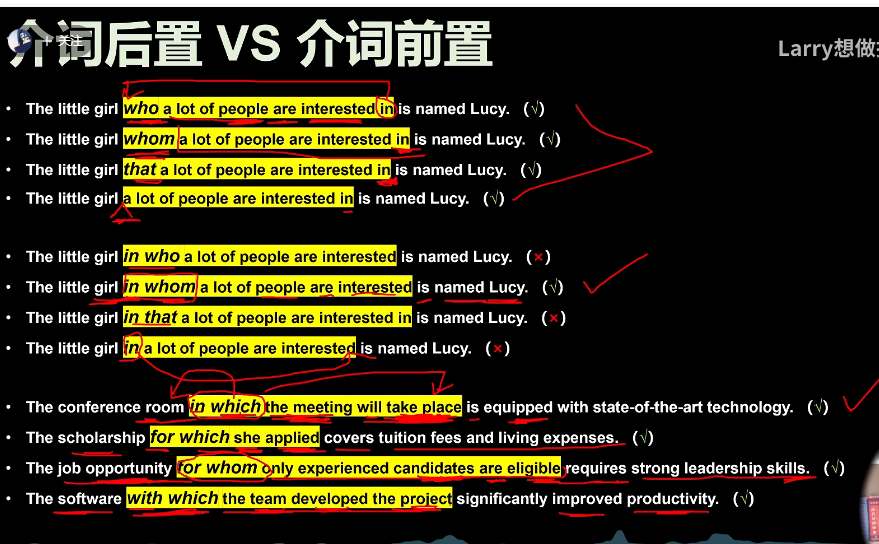 介词后置 VS 介词前置
+ 关注
Larry想做
• The little girl who a lot of people are interested in is named Lucy. (√)
• The little girl whom a lot of people are interested in is named Lucy. (√)
• The little girl that a lot of people are interested in is named Lucy. (√)
• The little girl a lot of people are interested in is named Lucy. (√)
• The little girl in who a lot of people are interested is named Lucy. (×)
• The little girl in whom a lot of people are interested is named Lucy. (√)
• The little girl in that a lot of people are interested in is named Lucy. (×)
• The little girl in a lot of people are interested is named Lucy. (×)
• The conference room in which the meeting will take place is equipped with state-of-the-art technology. (√)
• The scholarship for which she applied covers tuition fees and living expenses. (√)
• The job opportunity for whom only experienced candidates are eligible requires strong leadership skills. (√)
• The software with which the team developed the project significantly improved productivity. (√)